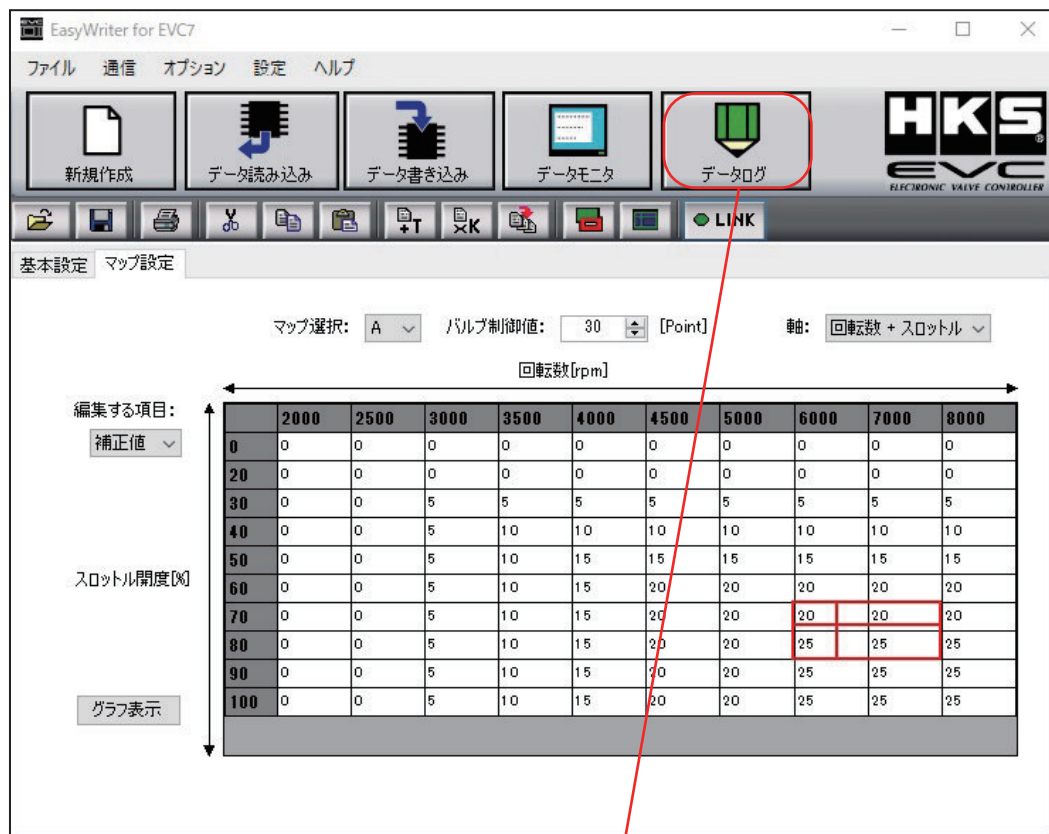 EasyWriter for EVC7
ファイル 通信 オプション 設定 ヘルプ
新規作成 データ読み込み データ書き込み データモニタ データログ
HKS
EVC
ELECTRONIC VALVE CONTROLLER
LINK
基本設定 マップ設定
マップ選択: A バルブ制御値: 30 [Point] 軸: 回転数 + スロットル
回転数[rpm]
編集する項目:
補正値
スロットル開度[%]
グラフ表示
2000 2500 3000 3500 4000 4500 5000 6000 7000 8000
0 0 0 0 0 0 0 0 0 0 0
20 0 0 0 0 0 0 0 0 0 0
30 0 0 5 5 5 5 5 5 5 5
40 0 0 5 10 10 10 10 10 10 10
50 0 0 5 10 15 15 15 15 15 15
60 0 0 5 10 15 20 20 20 20 20
70 0 0 5 10 15 20 20 20 20 20
80 0 0 5 10 15 20 20 25 25 25
90 0 0 5 10 15 20 20 25 25 25
100 0 0 5 10 15 20 20 25 25 25